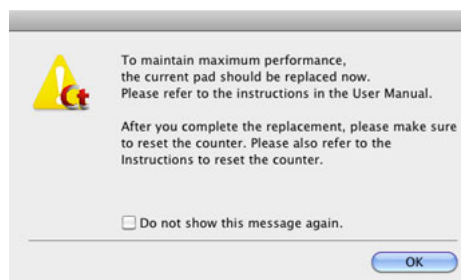 Ct
To maintain maximum performance,
the current pad should be replaced now.
Please refer to the instructions in the User Manual.
After you complete the replacement, please make sure
to reset the counter. Please also refer to the
Instructions to reset the counter.
Do not show this message again.
OK